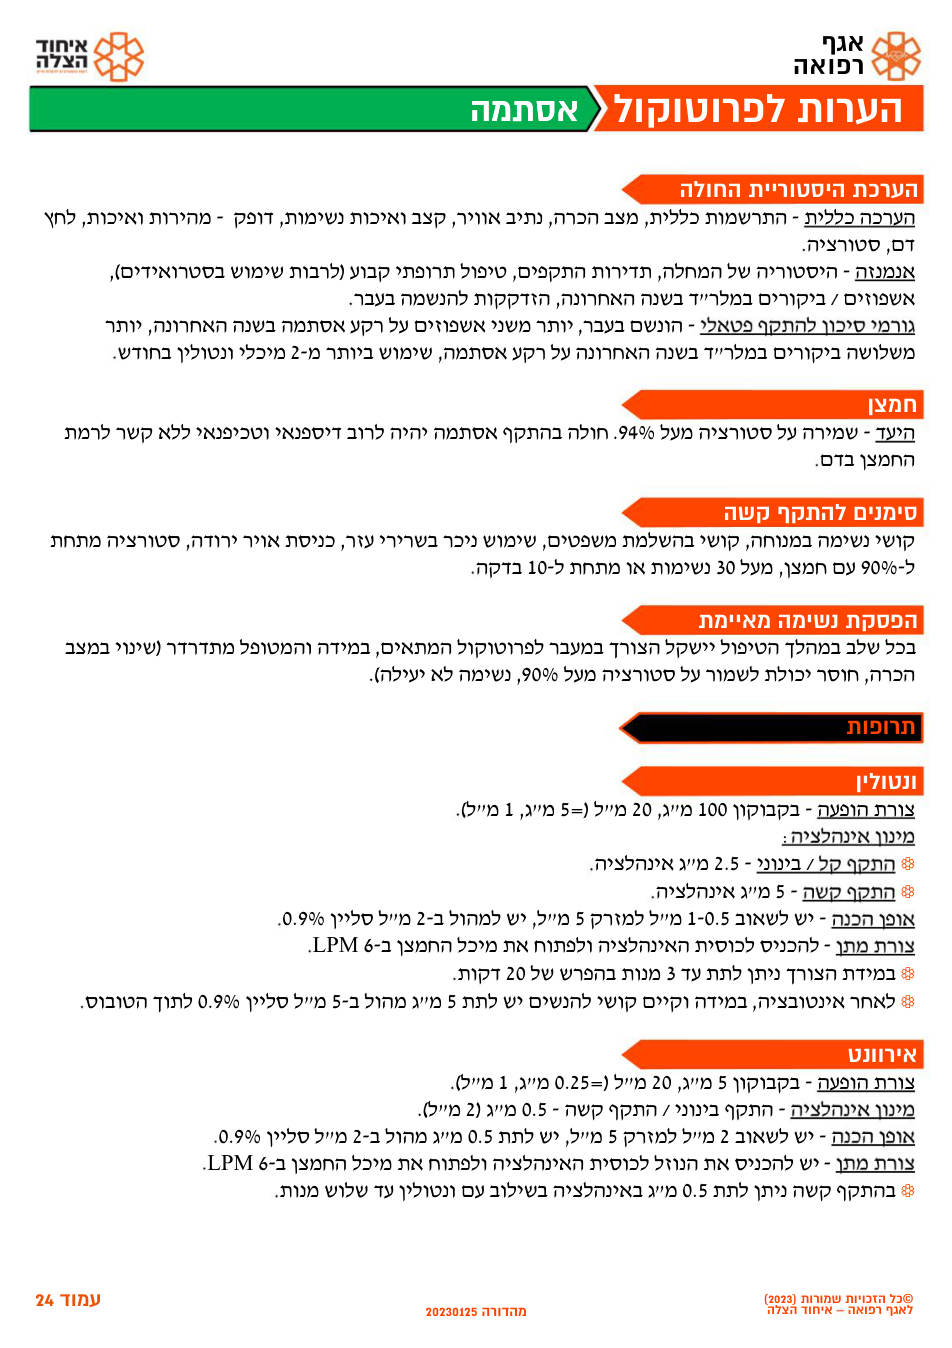 איחוד
הצלה
אגף
רפואה
הערות לפרוטוקול
אסתמה
הערכת היסטוריית החולה
הערכה כללית - התרשמות כללית, מצב הכרה, נתיב אוויר, קצב ואיכות נשימות, דופק - מהירות ואיכות, לחץ
דם, סטורציה.
אנמנזה - היסטוריה של המחלה, תדירות התקפים, טיפול תרופתי קבוע (לרבות שימוש בסטרואידים),
אשפוזים / ביקורים במלר״ד בשנה האחרונה, הזדקקות להנשמה בעבר.
גורמי סיכון להתקף פטאלי - הונשם בעבר, יותר משני אשפוזים על רקע אסתמה בשנה האחרונה, יותר
משלושה ביקורים במלר״ד בשנה האחרונה על רקע אסתמה, שימוש ביותר מ-2 מיכלי ונטולין בחודש.
חמצן
היעד - שמירה על סטורציה מעל 94%. חולה בהתקף אסתמה יהיה לרוב דיספנאי וטכיפנאי ללא קשר לרמת
החמצן בדם.
סימנים להתקף קשה
קושי נשימה במנוחה, קושי בהשלמת משפטים, שימוש ניכר בשרירי עזר, כניסת אויר ירודה, סטורציה מתחת
ל-90% עם חמצן, מעל 30 נשימות או מתחת ל-10 בדקה.
הפסקת נשימה מאיימת
בכל שלב במהלך הטיפול יישקל הצורך במעבר לפרוטוקול המתאים, במידה והמטופל מתדרדר (שינוי במצב
הכרה, חוסר יכולת לשמור על סטורציה מעל 90%, נשימה לא יעילה).
תרופות
ונטולין
צורת הופעה - בקבוקון 100 מ״ג, 20 מ״ל (=5 מ״ג, 1 מ״ל).
מינון אינהלציה:
התקף קל / בינוני - 2.5 מ״ג אינהלציה.
התקף קשה - 5 מ״ג אינהלציה.
אופן הכנה - יש לשאוב 1-0.5 מ״ל למזרק 5 מ״ל, יש למהול ב-2 מ״ל סליין 0.9%.
צורת מתן - להכניס לכוסית האינהלציה ולפתוח את מיכל החמצן ב-6 LPM.
במידת הצורך ניתן לתת עד 3 מנות בהפרש של 20 דקות.
לאחר אינטובציה, במידה וקיים קושי להנשים יש לתת 5 מ״ג מהול ב-5 מ״ל סליין 0.9% לתוך הטובוס.
אירוונט
צורת הופעה - בקבוקון 5 מ״ג, 20 מ״ל (=0.25 מ״ג, 1 מ״ל).
מינון אינהלציה - התקף בינוני / התקף קשה - 0.5 מ״ג (2 מ״ל).
אופן הכנה - יש לשאוב 2 מ״ל למזרק 5 מ״ל, יש לתת 0.5 מ״ג מהול ב-2 מ״ל סליין 0.9%.
צורת מתן - יש להכניס את הנוזל לכוסית האינהלציה ולפתוח את מיכל החמצן ב-6 LPM.
בהתקף קשה ניתן לתת 0.5 מ״ג באינהלציה בשילוב עם ונטולין עד שלוש מנות.
©כל הזכויות שמורות (2023)
לאגף רפואה – איחוד הצלה
מהדורה 20230125
עמוד 24